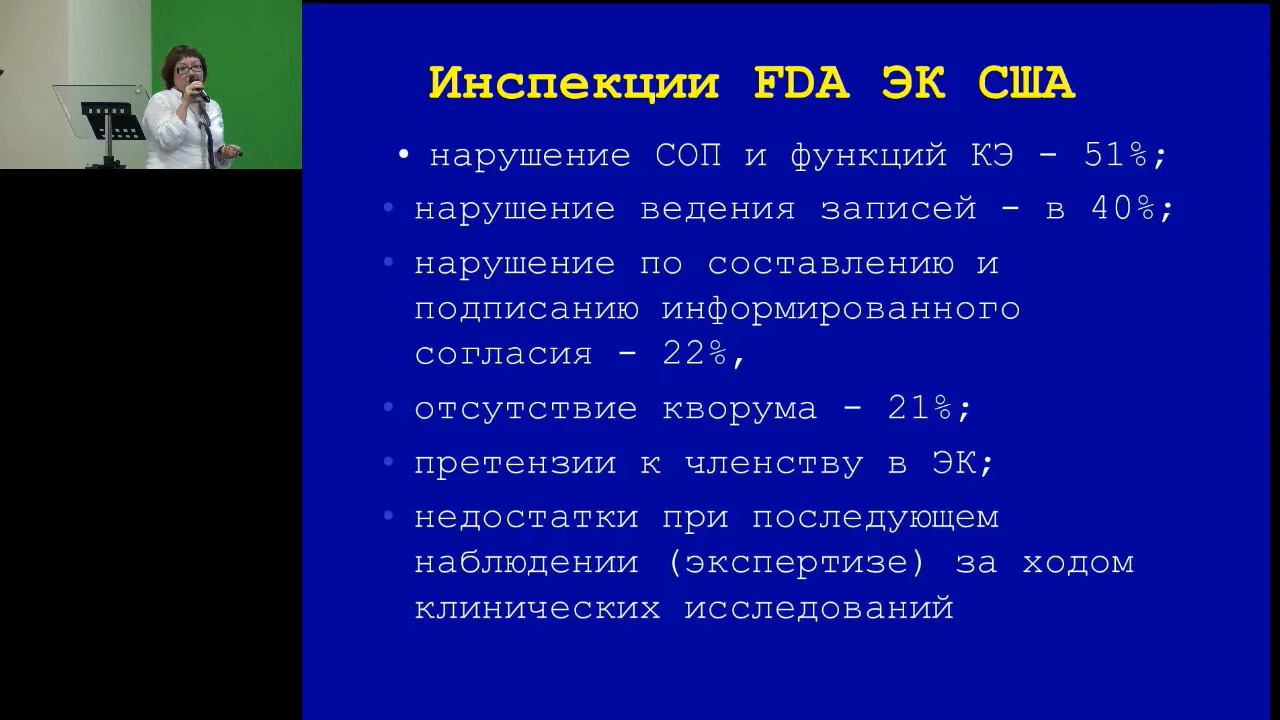 Инспекции FDA ЭК США
• нарушение СОП и функций КЭ - 51%;
• нарушение ведения записей - в 40%;
• нарушение по составлению и
подписанию информированного
согласия - 22%,
• отсутствие кворума - 21%;
• претензии к членству в ЭК;
• недостатки при последующем
наблюдении (экспертизе) за ходом
клинических исследований